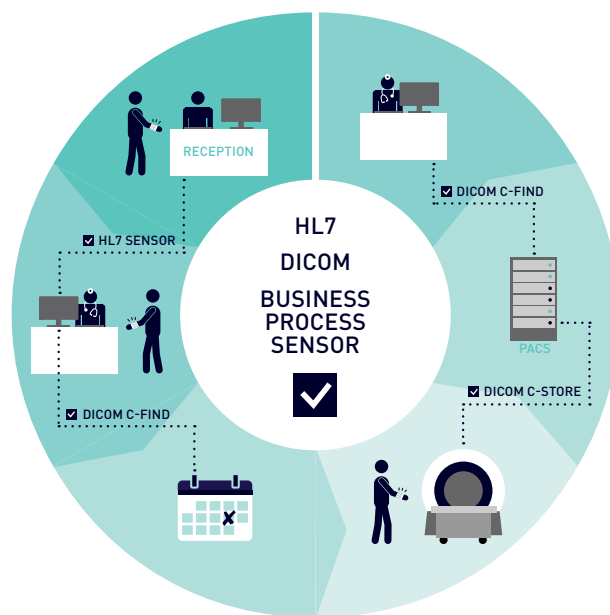 RECEPTION
DICOM C-FIND
HL7 SENSOR
HL7
DICOM
BUSINESS
PROCESS
SENSOR
PACS
DICOM C-STORE
DICOM C-FIND